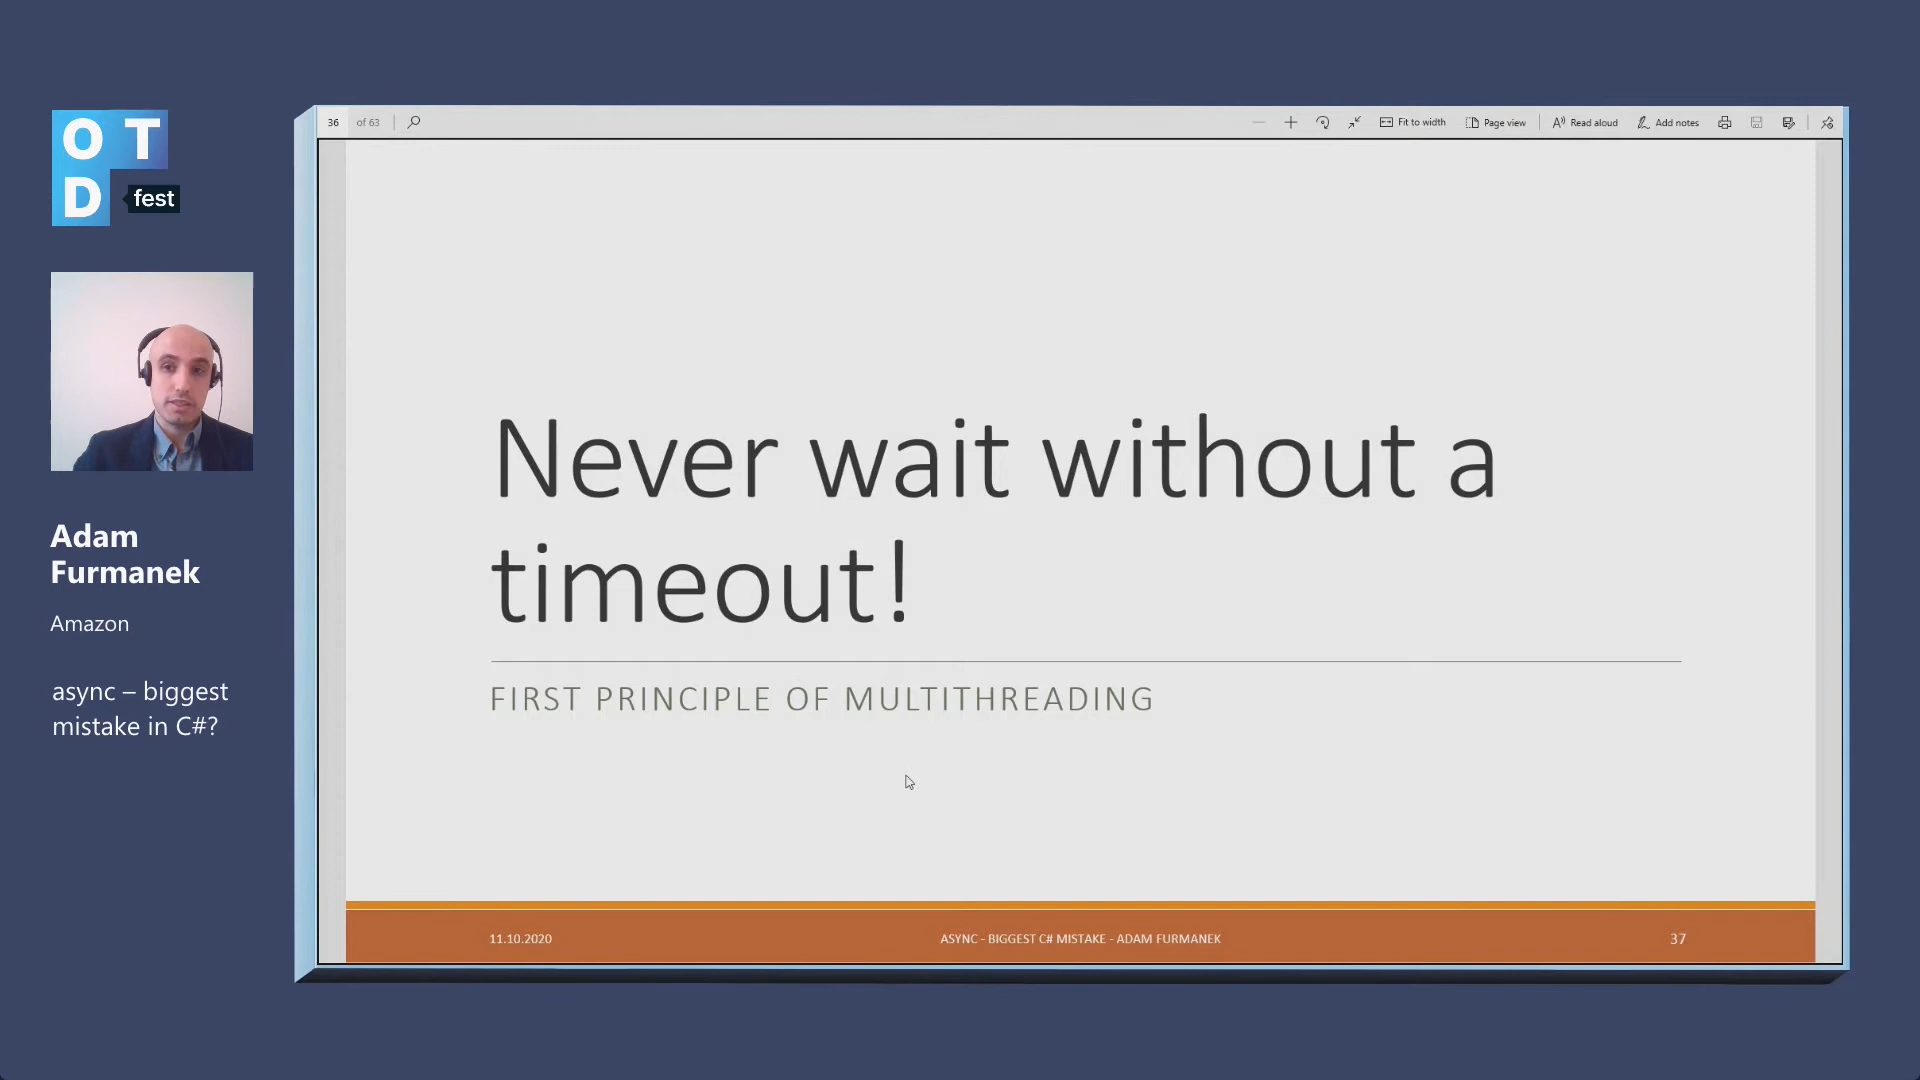 O T
D fest
Adam
Furmanek
Amazon
async – biggest
mistake in C#?
36 of 63 Fit to width Page view Read aloud Add notes
Never wait without a
timeout!
FIRST PRINCIPLE OF MULTITHREADING
11.10.2020 ASYNC - BIGGEST C# MISTAKE - ADAM FURMANEK 37